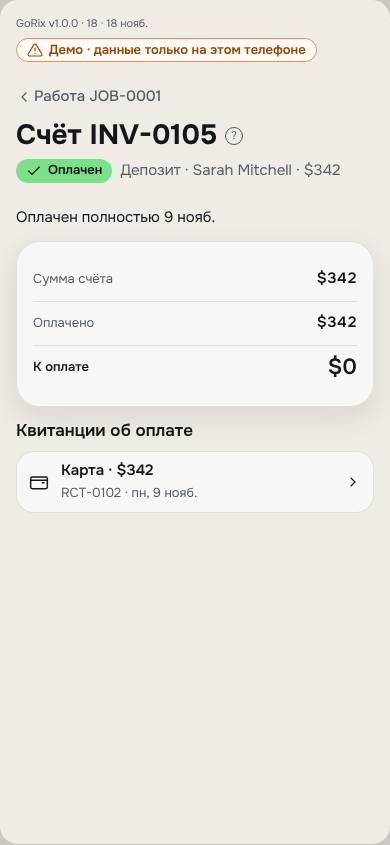 GoRix v1.0.0 · 18 · 18 нояб.
Демо · данные только на этом телефоне
Работа JOB-0001
Счёт INV-0105 ?
Оплачен Депозит · Sarah Mitchell · $342
Оплачен полностью 9 нояб.
Сумма счёта $342
Оплачено $342
К оплате $0
Квитанции об оплате
Карта · $342
RCT-0102 · пн, 9 нояб.